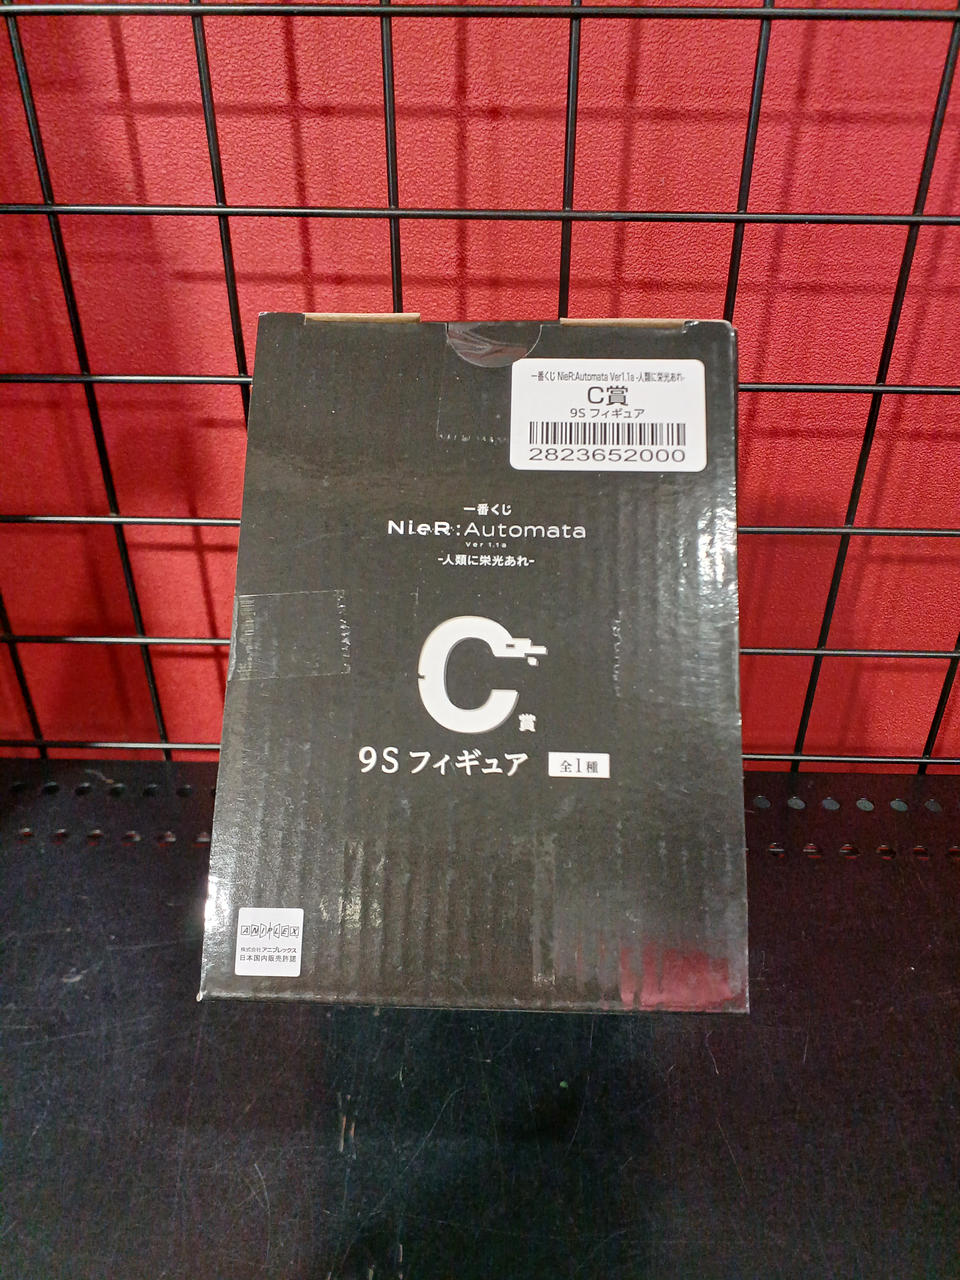 一番くじ NieR:Automata Ver1.1a -人類に栄光あれ-
C賞
9S フィギュア
2823652000
一番くじ
NieR:Automata
Ver1.1a
-人類に栄光あれ-
C賞
9S フィギュア 全1種
ANIPLEX
株式会社アニプレックス
日本国内販売許諾